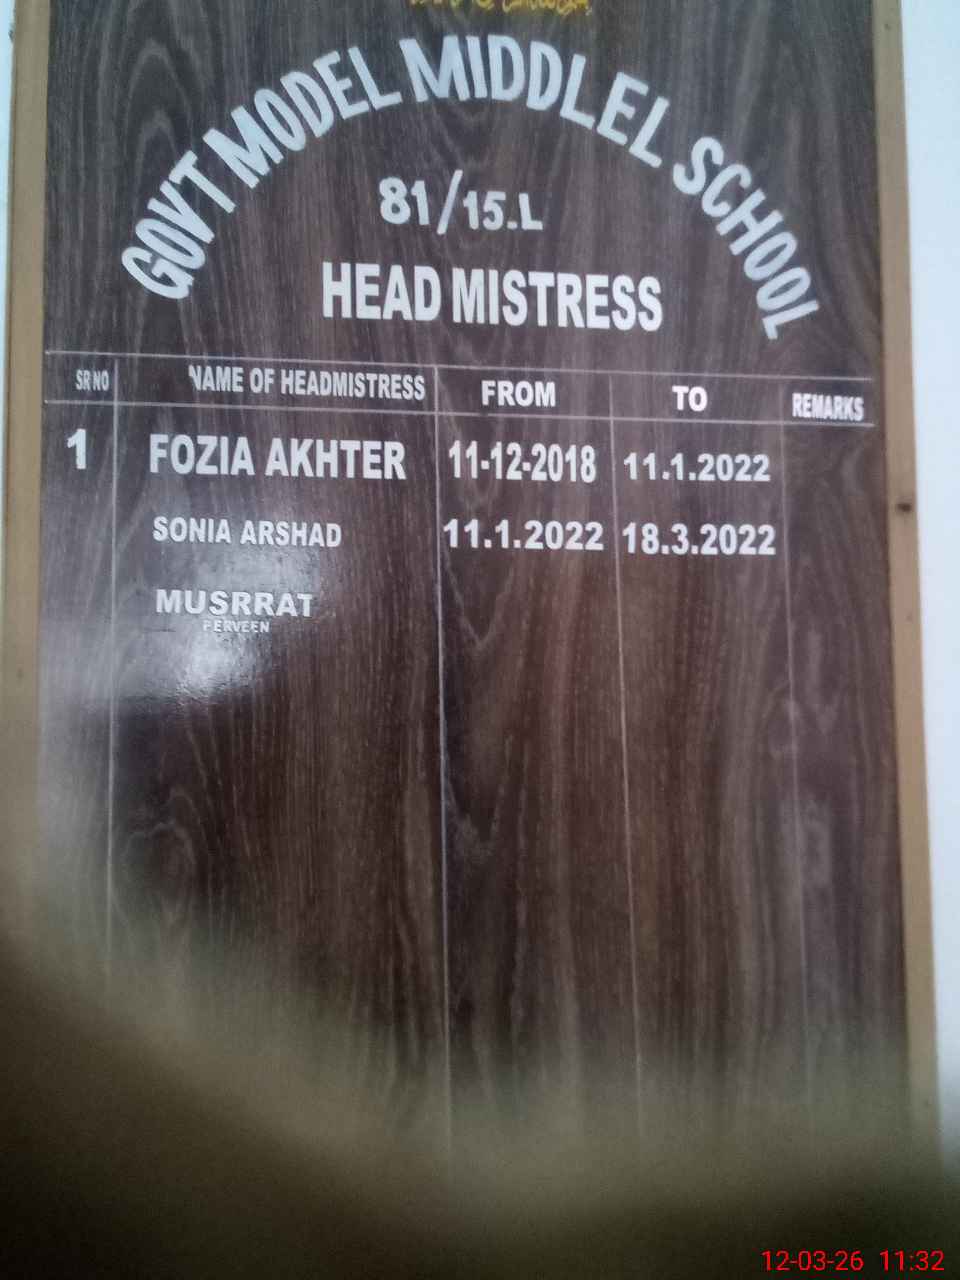 GOVT MODEL MIDDLEL SCHOOL
81/15.L
HEAD MISTRESS
SR NO NAME OF HEADMISTRESS FROM TO REMARKS
1 FOZIA AKHTER 11-12-2018 11.1.2022
SONIA ARSHAD 11.1.2022 18.3.2022
MUSRRAT
PERVEEN
12-03-26 11:32